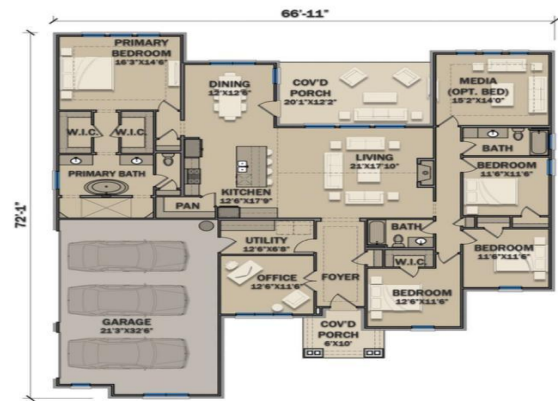 66'-11"
72'-1"
PRIMARY
BEDROOM
16'3"X14'6"
DINING
12'X12'6"
COV'D
PORCH
20'1"X12'2"
MEDIA
(OPT. BED)
15'2"X14'0"
W.I.C.
W.I.C.
BATH
PRIMARY BATH
LIVING
21'X17'10"
BEDROOM
11'6"X11'6"
KITCHEN
12'6"X17'9"
PAN
BATH
UTILITY
12'6"X6'8"
BEDROOM
11'6"X11'6"
W.I.C.
OFFICE
12'6"X11'6"
FOYER
BEDROOM
12'6"X11'6"
GARAGE
21'3"X32'6"
COV'D
PORCH
6'X10'